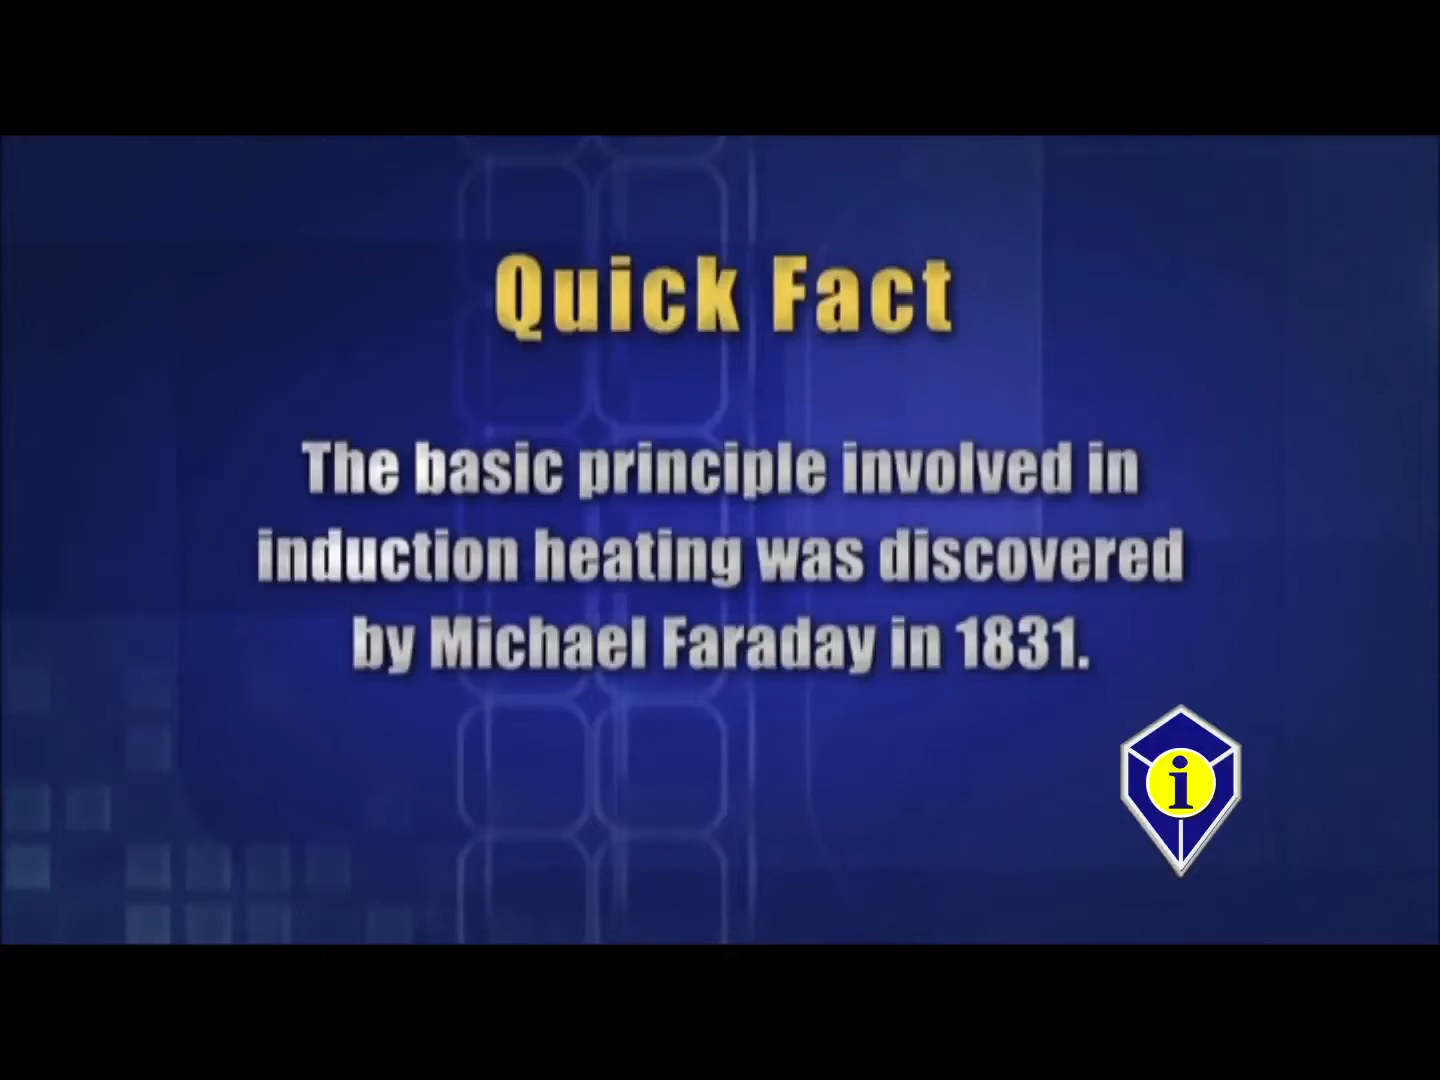 Quick Fact
The basic principle involved in
induction heating was discovered
by Michael Faraday in 1831.
i